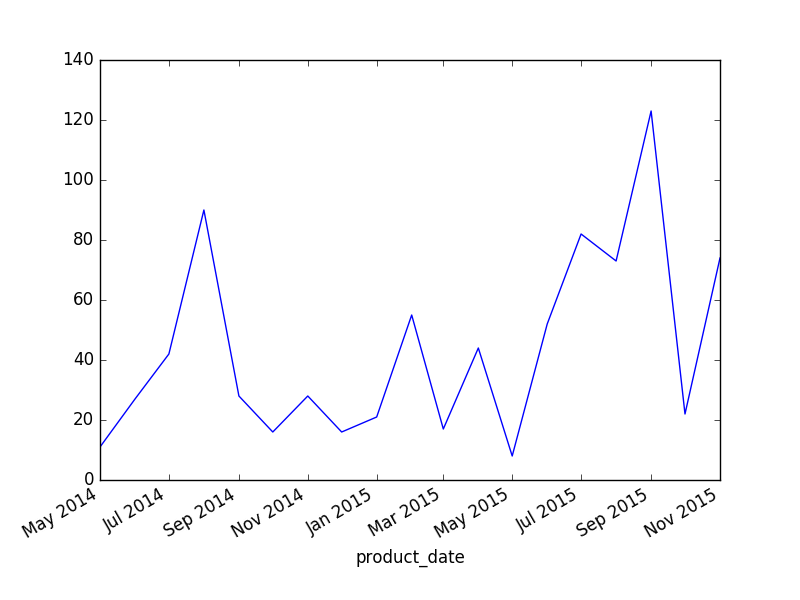 140
120
100
80
60
40
20
0
May 2014
Jul 2014
Sep 2014
Nov 2014
Jan 2015
Mar 2015
May 2015
Jul 2015
Sep 2015
Nov 2015
product_date